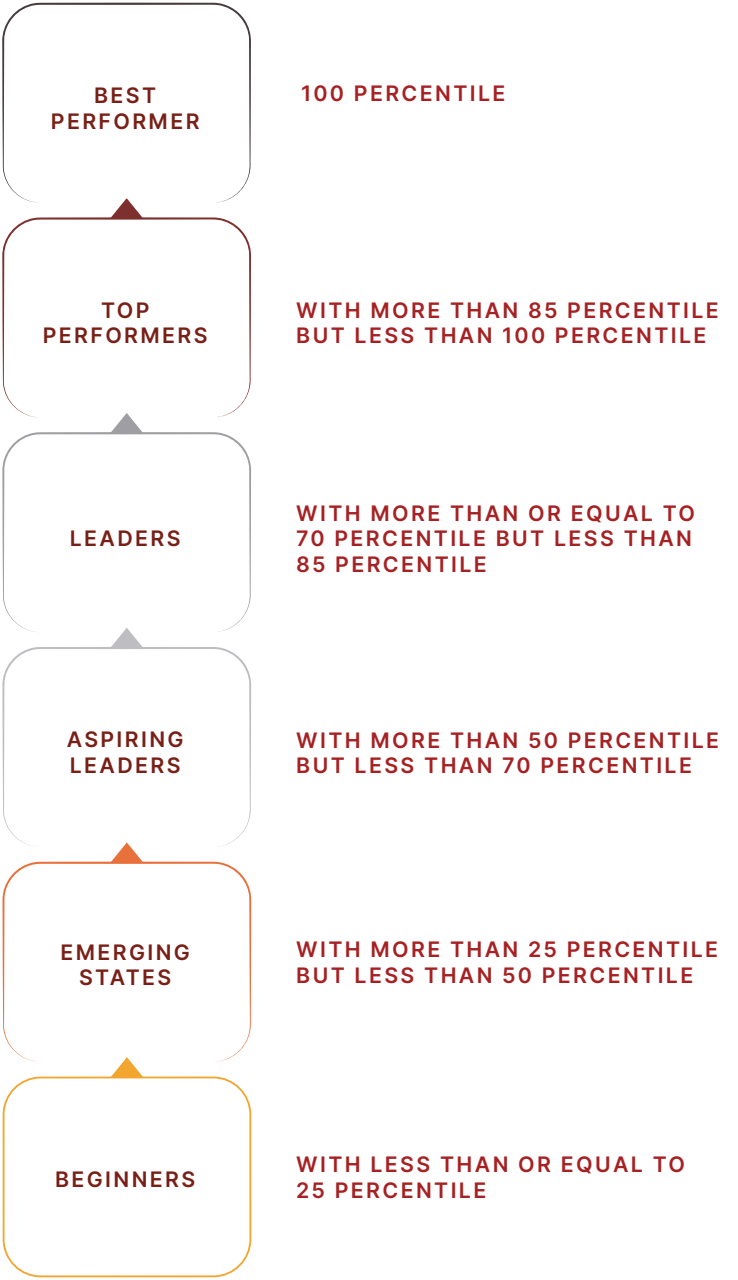 BEST
PERFORMER
100 PERCENTILE
TOP
PERFORMERS
WITH MORE THAN 85 PERCENTILE
BUT LESS THAN 100 PERCENTILE
LEADERS
WITH MORE THAN OR EQUAL TO
70 PERCENTILE BUT LESS THAN
85 PERCENTILE
ASPIRING
LEADERS
WITH MORE THAN 50 PERCENTILE
BUT LESS THAN 70 PERCENTILE
EMERGING
STATES
WITH MORE THAN 25 PERCENTILE
BUT LESS THAN 50 PERCENTILE
BEGINNERS
WITH LESS THAN OR EQUAL TO
25 PERCENTILE